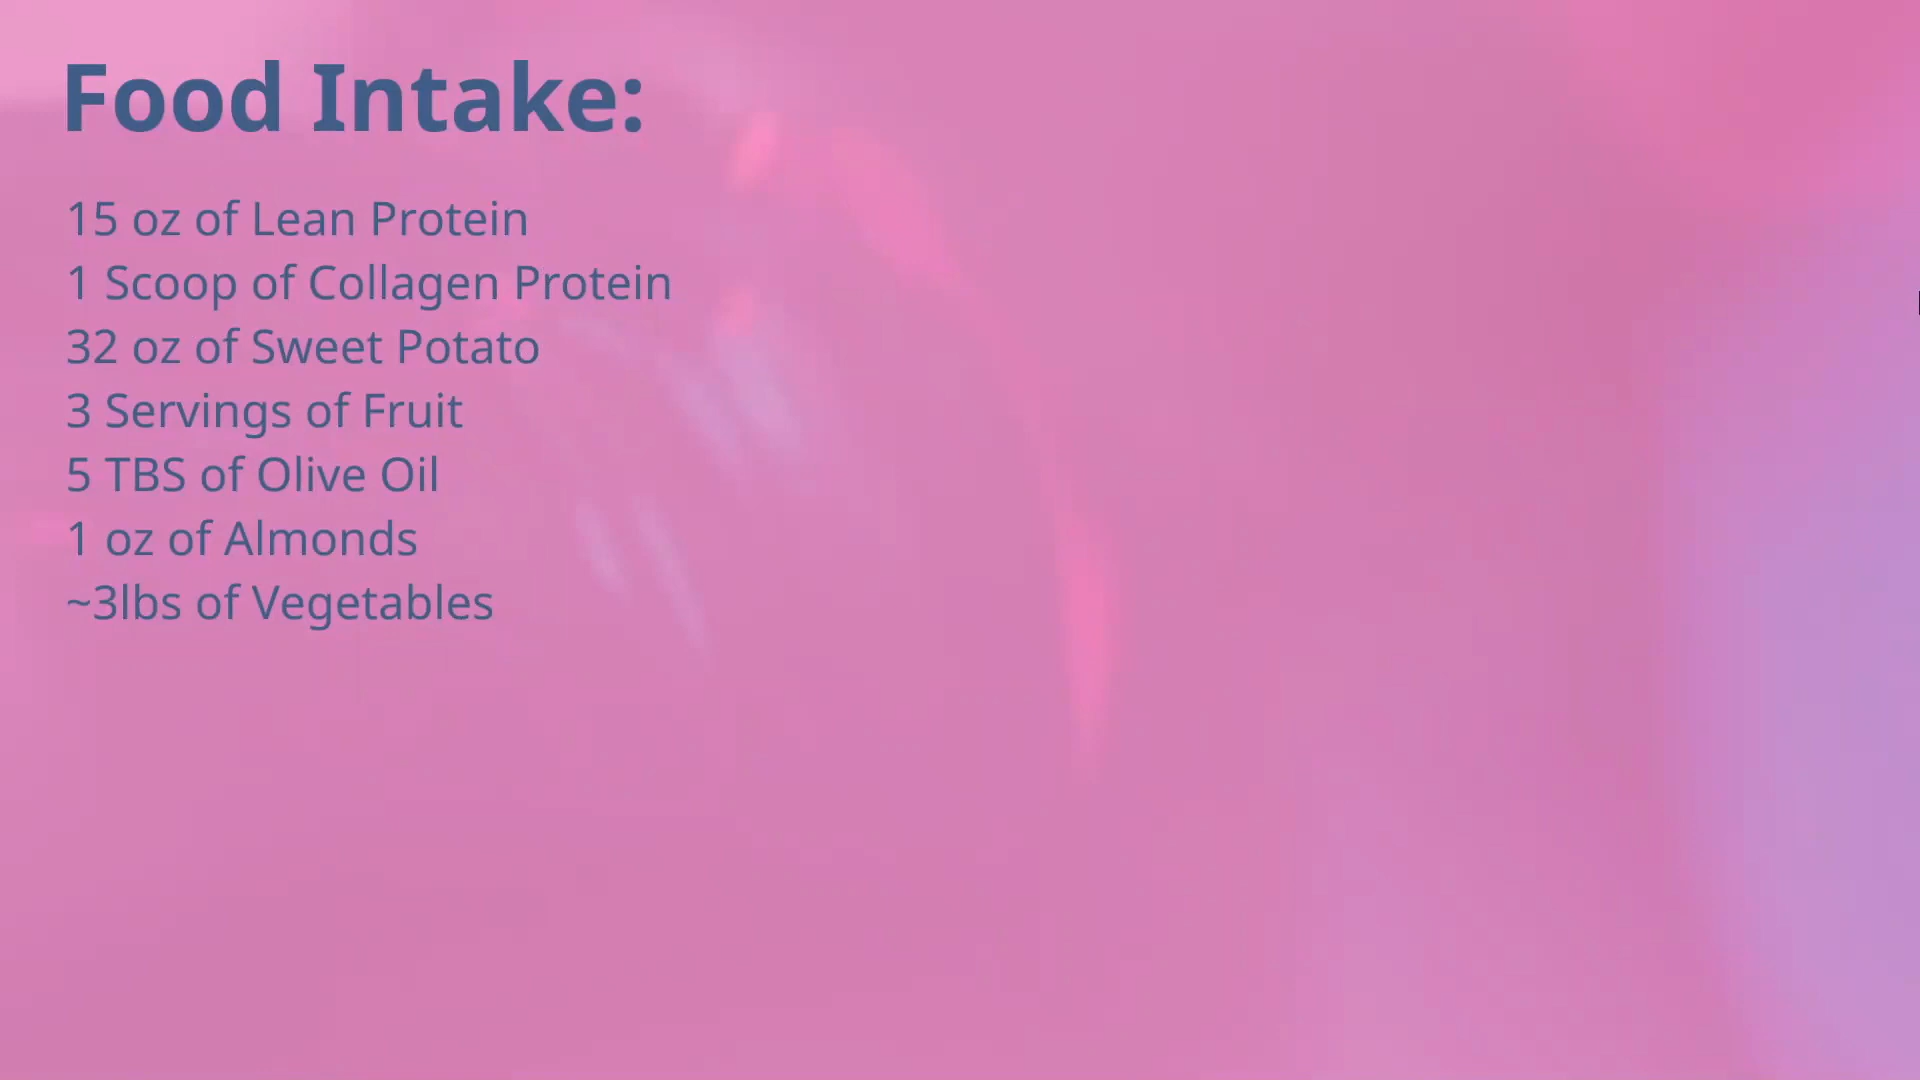 Food Intake:
15 oz of Lean Protein
1 Scoop of Collagen Protein
32 oz of Sweet Potato
3 Servings of Fruit
5 TBS of Olive Oil
1 oz of Almonds
~3lbs of Vegetables